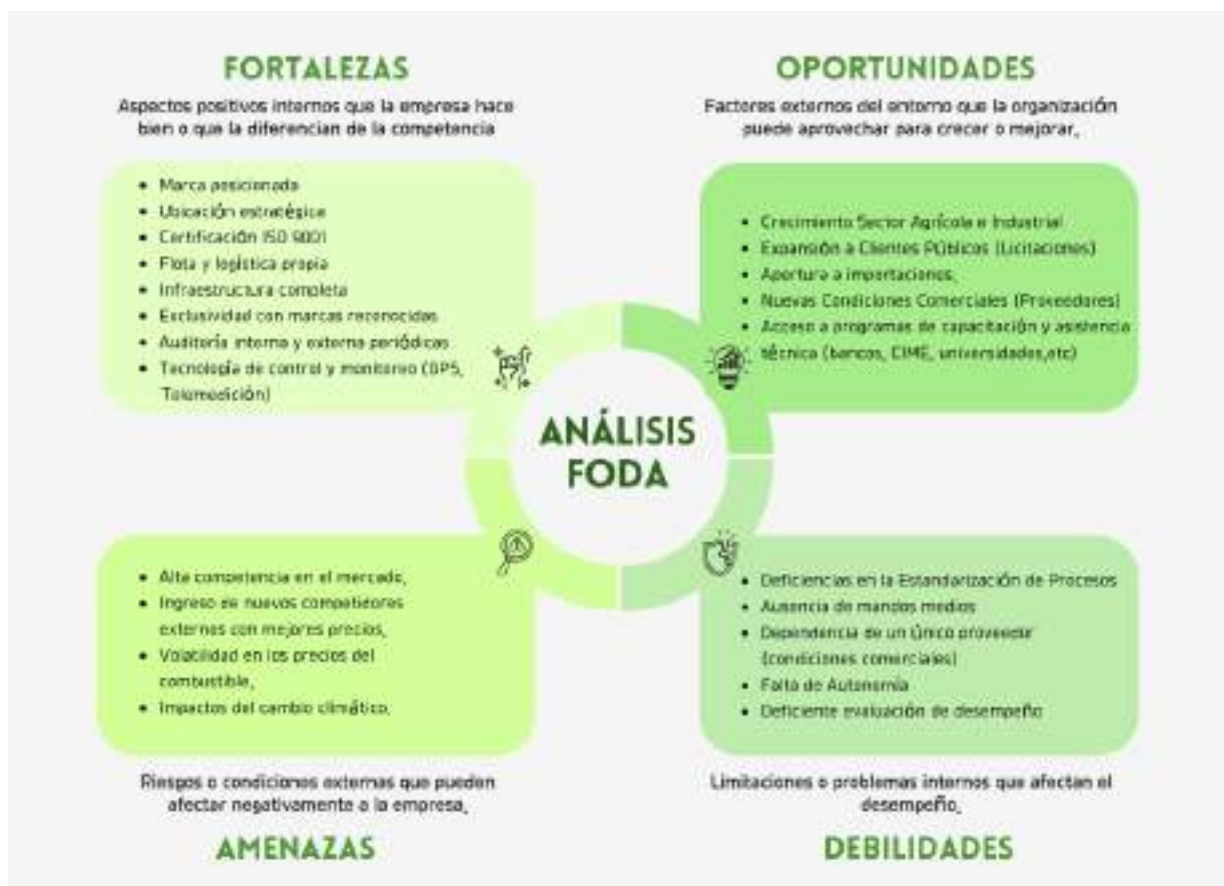 FORTALEZAS
Aspectos positivos internos que la empresa hace
bien o que la diferencian de la competencia
• Marca posicionada
• Ubicación estratégica
• Certificación ISO 9001
• Flota y logística propia
• Infraestructura completa
• Exclusividad con marcas reconocidas
• Auditoría interna y externa periódicas
• Tecnología de control y monitoreo (GPS,
Telemedición)
OPORTUNIDADES
Factores externos del entorno que la organización
puede aprovechar para crecer o mejorar.
• Crecimiento Sector Agrícola e Industrial
• Expansión a Clientes Públicos (Licitaciones)
• Apertura a importaciones.
• Nuevas Condiciones Comerciales (Proveedores)
• Acceso a programas de capacitación y asistencia
técnica (bancos, CIME, universidades,etc)
ANÁLISIS
FODA
• Alta competencia en el mercado.
• Ingreso de nuevos competidores
externos con mejores precios.
• Volatilidad en los precios del
combustible.
• Impactos del cambio climático.
Riesgos o condiciones externas que pueden
afectar negativamente a la empresa.
AMENAZAS
• Deficiencias en la Estandarización de Procesos
• Ausencia de mandos medios
• Dependencia de un único proveedor
(condiciones comerciales)
• Falta de Autonomía
• Deficiente evaluación de desempeño
Limitaciones o problemas internos que afectan el
desempeño.
DEBILIDADES